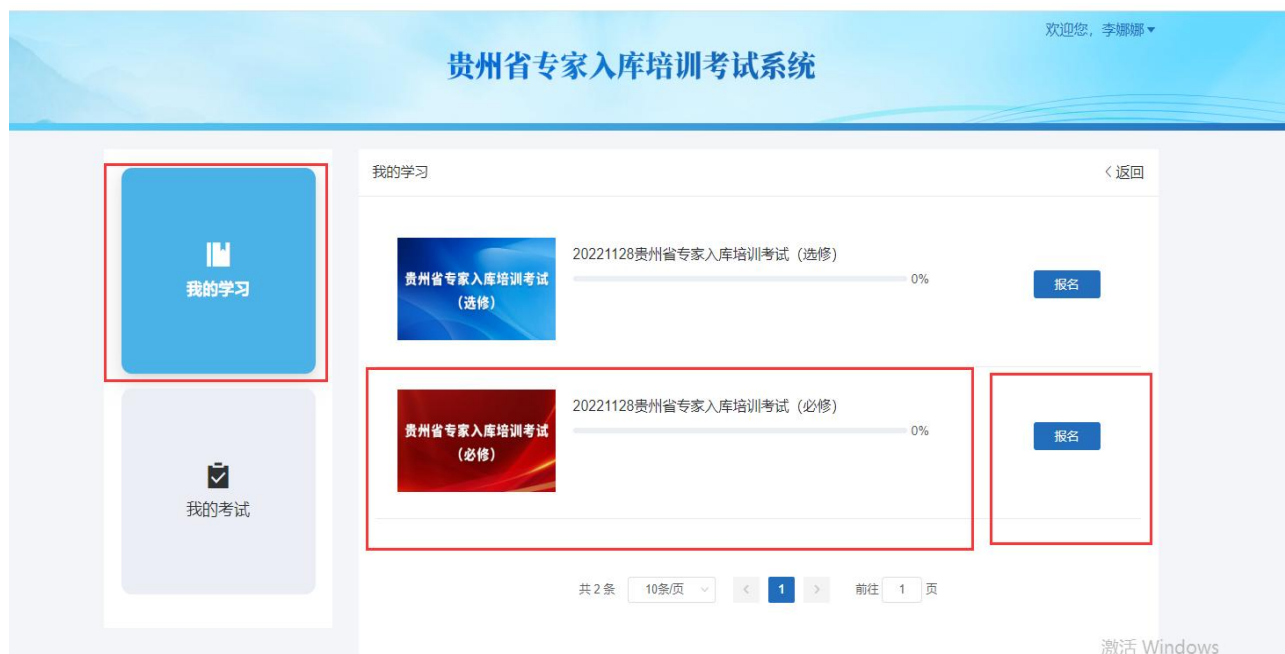 欢迎您，李娜娜
贵州省专家入库培训考试系统
我的学习
我的考试
我的学习
返回
贵州省专家入库培训考试
（选修）
20221128贵州省专家入库培训考试（选修）
0%
报名
贵州省专家入库培训考试
（必修）
20221128贵州省专家入库培训考试（必修）
0%
报名
共 2 条 10条/页 1 前往 1 页
激活 Windows